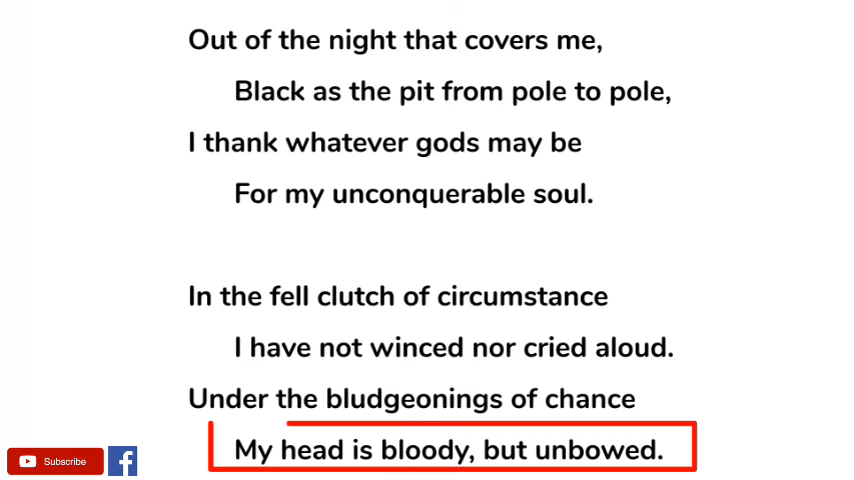 Out of the night that covers me,
Black as the pit from pole to pole,
I thank whatever gods may be
For my unconquerable soul.
In the fell clutch of circumstance
I have not winced nor cried aloud.
Under the bludgeonings of chance
My head is bloody, but unbowed.
Subscribe
f